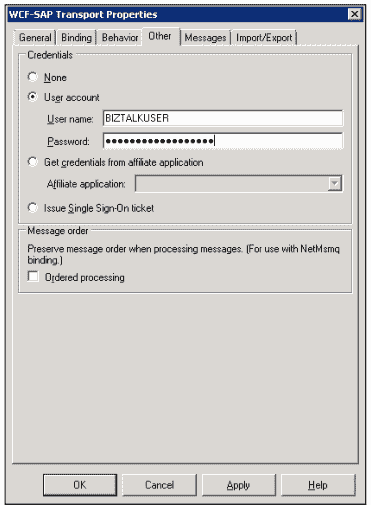 WCF-SAP Transport Properties
General Binding Behavior Other Messages Import/Export
Credentials
None
User account
User name: BIZTALKUSER
Password: ••••••••••••••••••
Get credentials from affiliate application
Affiliate application:
Issue Single Sign-On ticket
Message order
Preserve message order when processing messages. (For use with NetMsmq
binding.)
Ordered processing
OK Cancel Apply Help